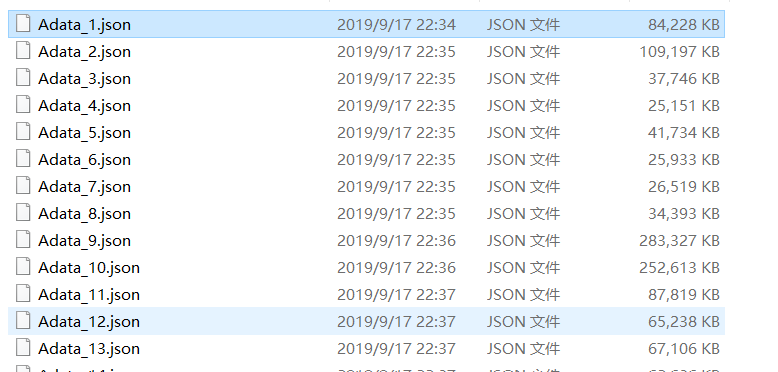 Adata_1.json 2019/9/17 22:34 JSON 文件 84,228 KB
Adata_2.json 2019/9/17 22:35 JSON 文件 109,197 KB
Adata_3.json 2019/9/17 22:35 JSON 文件 37,746 KB
Adata_4.json 2019/9/17 22:35 JSON 文件 25,151 KB
Adata_5.json 2019/9/17 22:35 JSON 文件 41,734 KB
Adata_6.json 2019/9/17 22:35 JSON 文件 25,933 KB
Adata_7.json 2019/9/17 22:35 JSON 文件 26,519 KB
Adata_8.json 2019/9/17 22:35 JSON 文件 34,393 KB
Adata_9.json 2019/9/17 22:36 JSON 文件 283,327 KB
Adata_10.json 2019/9/17 22:36 JSON 文件 252,613 KB
Adata_11.json 2019/9/17 22:37 JSON 文件 87,819 KB
Adata_12.json 2019/9/17 22:37 JSON 文件 65,238 KB
Adata_13.json 2019/9/17 22:37 JSON 文件 67,106 KB